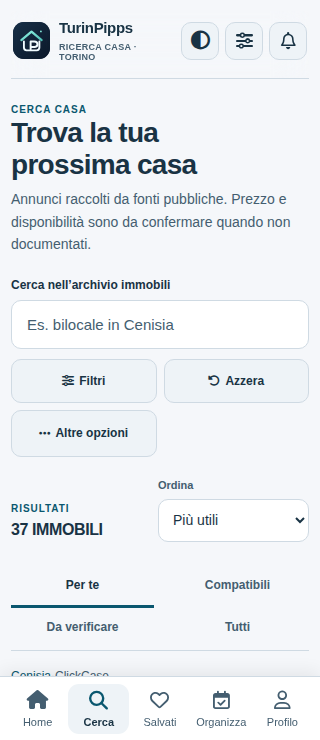 TurinPipps
RICERCA CASA ·
TORINO
CERCA CASA
Trova la tua
prossima casa
Annunci raccolti da fonti pubbliche. Prezzo e
disponibilità sono da confermare quando non
documentati.
Cerca nell’archivio immobili
Es. bilocale in Cenisia
Filtri
Azzera
Altre opzioni
Ordina
RISULTATI
37 IMMOBILI
Più utili
Per te
Compatibili
Da verificare
Tutti
Cenisia ClickCase
Home
Cerca
Salvati
Organizza
Profilo